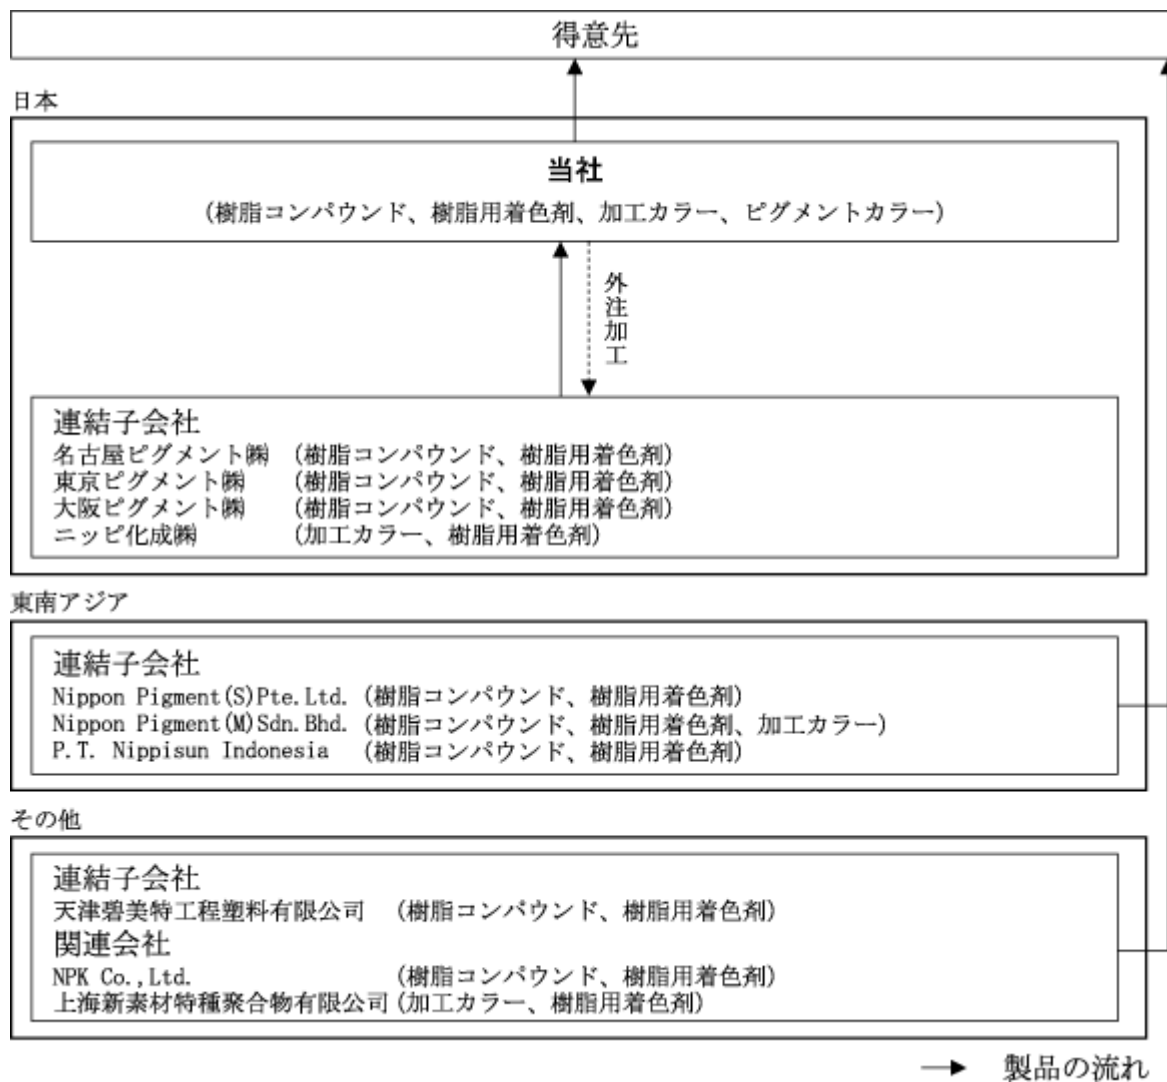 得意先
日本
当社
(樹脂コンパウンド、樹脂用着色剤、加工カラー、ピグメントカラー)
外注加工
連結子会社
名古屋ピグメント㈱ (樹脂コンパウンド、樹脂用着色剤)
東京ピグメント㈱ (樹脂コンパウンド、樹脂用着色剤)
大阪ピグメント㈱ (樹脂コンパウンド、樹脂用着色剤)
ニッピ化成㈱ (加工カラー、樹脂用着色剤)
東南アジア
連結子会社
Nippon Pigment(S)Pte.Ltd. (樹脂コンパウンド、樹脂用着色剤)
Nippon Pigment(M)Sdn.Bhd. (樹脂コンパウンド、樹脂用着色剤、加工カラー)
P.T. Nippisun Indonesia (樹脂コンパウンド、樹脂用着色剤)
その他
連結子会社
天津碧美特工程塑料有限公司 (樹脂コンパウンド、樹脂用着色剤)
関連会社
NPK Co.,Ltd. (樹脂コンパウンド、樹脂用着色剤)
上海新素材特種聚合物有限公司 (加工カラー、樹脂用着色剤)
製品の流れ